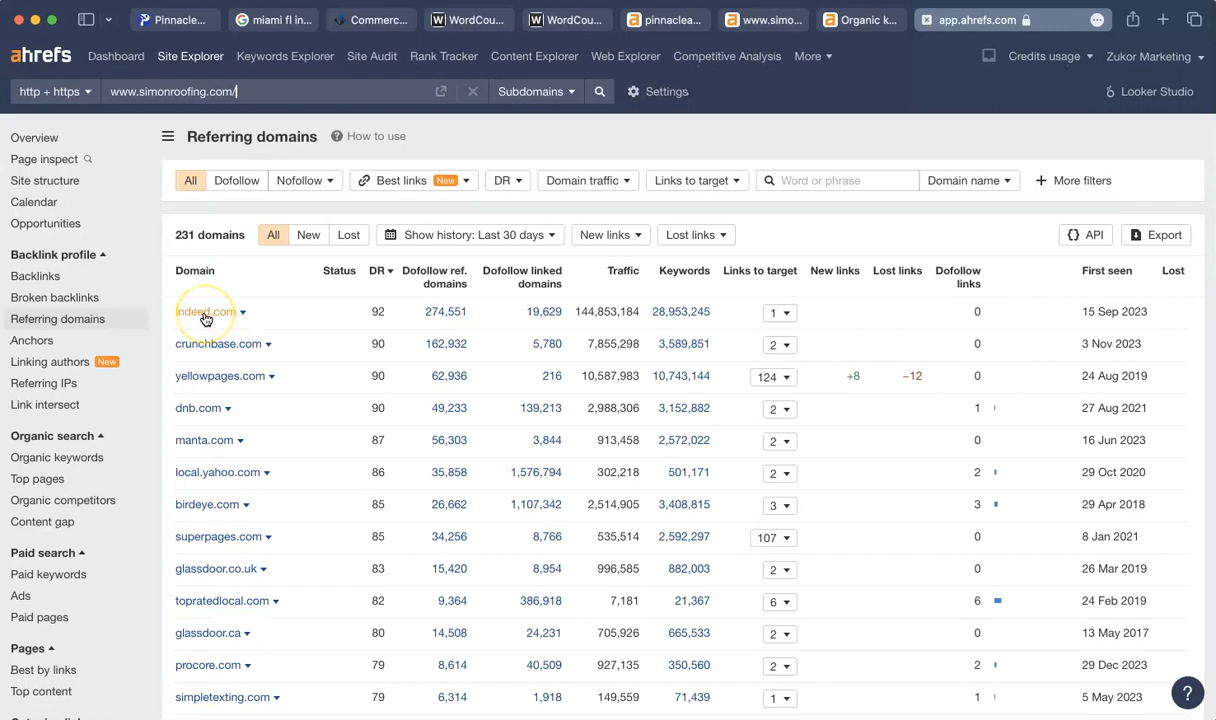 Pinnacle...
miami fl in...
Commerc...
WordCou...
WordCou...
pinnaclea...
www.simo...
Organic k...
app.ahrefs.com
ahrefs Dashboard Site Explorer Keywords Explorer Site Audit Rank Tracker Content Explorer Web Explorer Competitive Analysis More Credits usage Zukor Marketing
http + https www.simonroofing.com/ Subdomains Settings Looker Studio
Overview
Page inspect
Site structure
Calendar
Opportunities
Backlink profile
Backlinks
Broken backlinks
Referring domains
Anchors
Linking authors New
Referring IPs
Link intersect
Organic search
Organic keywords
Top pages
Organic competitors
Content gap
Paid search
Paid keywords
Ads
Paid pages
Pages
Best by links
Top content
Referring domains ? How to use
All Dofollow Nofollow Best links New DR Domain traffic Links to target Word or phrase Domain name + More filters
231 domains All New Lost Show history: Last 30 days New links Lost links {} API Export
Domain Status DR Dofollow ref. domains Dofollow linked domains Traffic Keywords Links to target New links Lost links Dofollow links First seen Lost
indeed.com 92 274,551 19,629 144,853,184 28,953,245 1 0 15 Sep 2023
crunchbase.com 90 162,932 5,780 7,855,298 3,589,851 2 0 3 Nov 2023
yellowpages.com 90 62,936 216 10,587,983 10,743,144 124 +8 −12 0 24 Aug 2019
dnb.com 90 49,233 139,213 2,988,306 3,152,882 2 1 27 Aug 2021
manta.com 87 56,303 3,844 913,458 2,572,022 2 0 16 Jun 2023
local.yahoo.com 86 35,858 1,576,794 302,218 501,171 2 2 29 Oct 2020
birdeye.com 85 26,662 1,107,342 2,514,905 3,408,815 3 3 29 Apr 2018
superpages.com 85 34,256 8,766 535,514 2,592,297 107 0 8 Jan 2021
glassdoor.co.uk 83 15,420 8,954 996,585 882,003 2 0 26 Mar 2019
topratedlocal.com 82 9,364 386,918 7,181 21,367 6 6 24 Feb 2019
glassdoor.ca 80 14,508 24,231 705,926 665,533 2 0 13 May 2017
procore.com 79 8,614 40,509 927,135 350,560 2 2 29 Dec 2023
simpletexting.com 79 6,314 1,918 149,559 71,439 1 1 5 May 2023
?